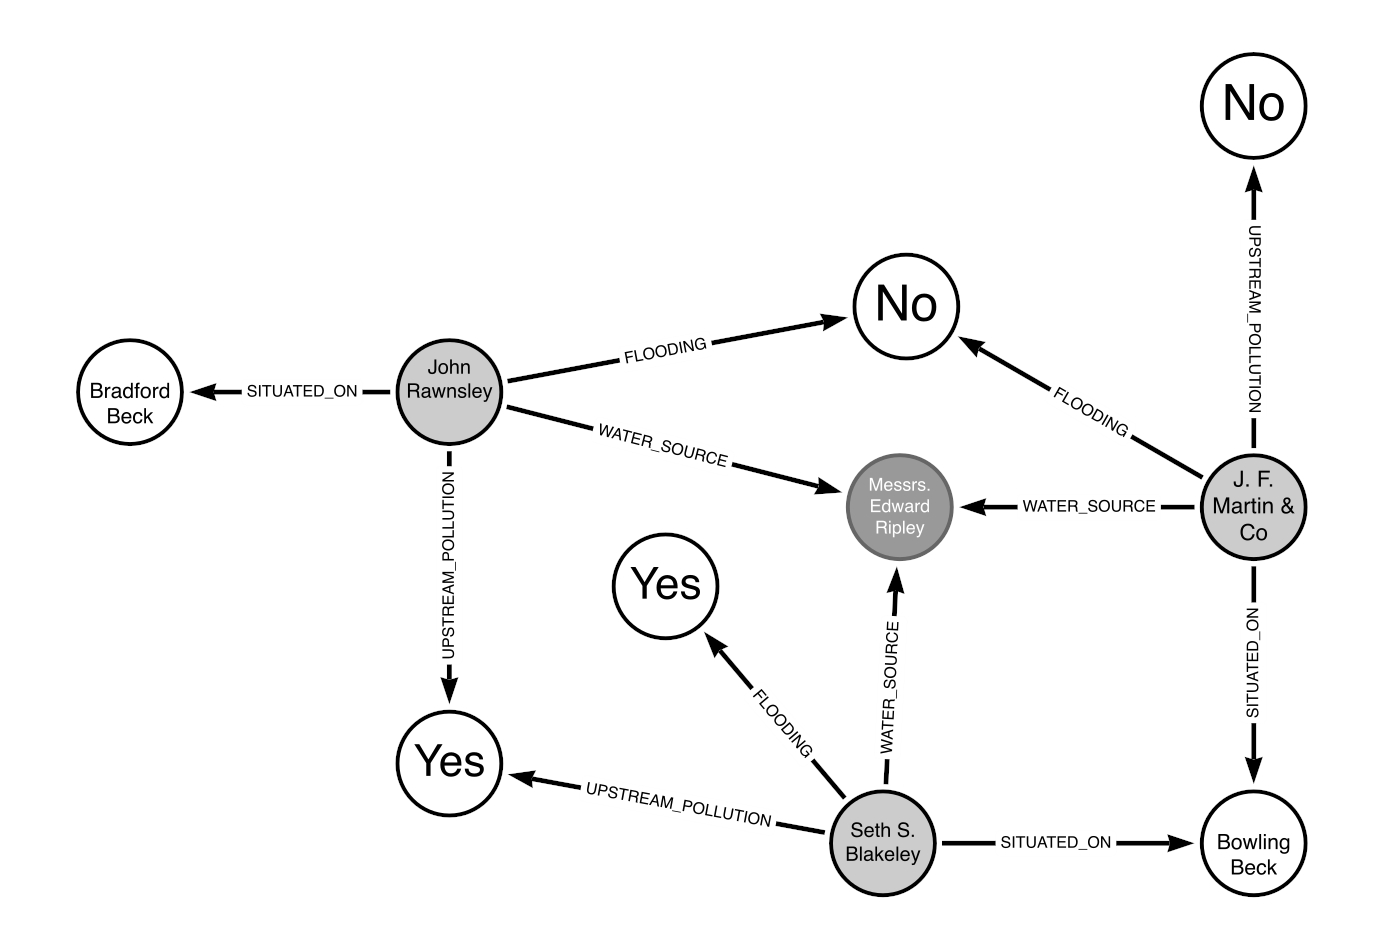 No
UPSTREAM_POLLUTION
No
FLOODING
FLOODING
Bradford
Beck
SITUATED_ON
John
Rawnsley
WATER_SOURCE
UPSTREAM_POLLUTION
Messrs.
Edward
Ripley
WATER_SOURCE
J. F.
Martin &
Co
Yes
FLOODING
WATER_SOURCE
SITUATED_ON
Yes
UPSTREAM_POLLUTION
Seth S.
Blakeley
SITUATED_ON
Bowling
Beck